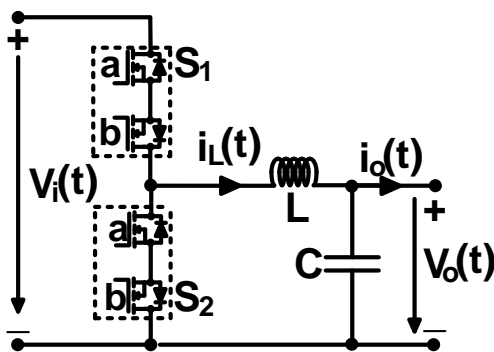 +
a S₁
b
iL(t) io(t)
Vi(t)
L +
a
C Vo(t)
b S₂
− −